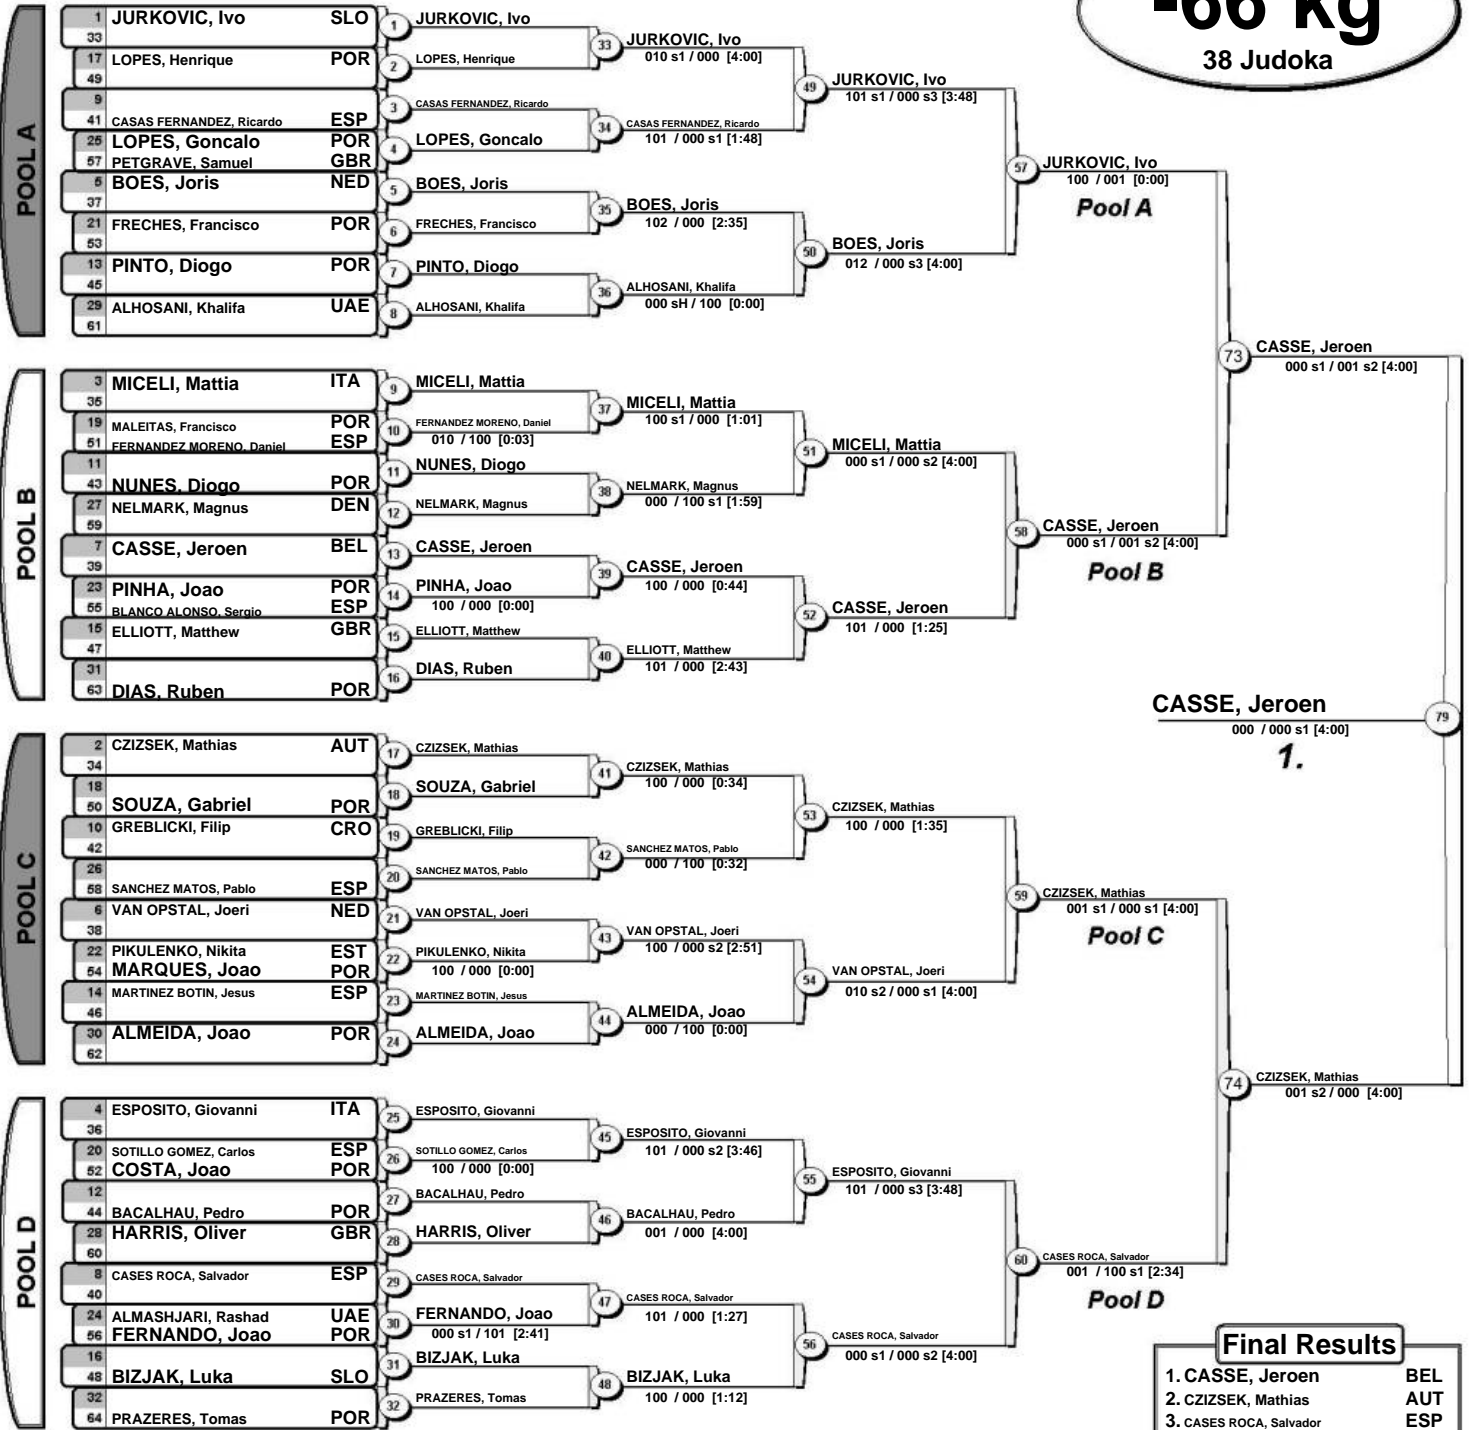 -66 kg
38 Judoka
POOL A
1 JURKOVIC, Ivo SLO
33
17 LOPES, Henrique POR
49
9
41 CASAS FERNANDEZ, Ricardo ESP
25 LOPES, Goncalo POR
57 PETGRAVE, Samuel GBR
5 BOES, Joris NED
37
21 FRECHES, Francisco POR
53
13 PINTO, Diogo POR
45
29 ALHOSANI, Khalifa UAE
61
1 JURKOVIC, Ivo
2 LOPES, Henrique
3 CASAS FERNANDEZ, Ricardo
4 LOPES, Goncalo
5 BOES, Joris
6 FRECHES, Francisco
7 PINTO, Diogo
8 ALHOSANI, Khalifa
33 JURKOVIC, Ivo
010 s1 / 000 [4:00]
34 CASAS FERNANDEZ, Ricardo
101 / 000 s1 [1:48]
35 BOES, Joris
102 / 000 [2:35]
36 ALHOSANI, Khalifa
000 sH / 100 [0:00]
49 JURKOVIC, Ivo
101 s1 / 000 s3 [3:48]
50 BOES, Joris
012 / 000 s3 [4:00]
57 JURKOVIC, Ivo
100 / 001 [0:00]
Pool A
POOL B
3 MICELI, Mattia ITA
35
19 MALEITAS, Francisco POR
51 FERNANDEZ MORENO, Daniel ESP
11
43 NUNES, Diogo POR
27 NELMARK, Magnus DEN
59
7 CASSE, Jeroen BEL
39
23 PINHA, Joao POR
55 BLANCO ALONSO, Sergio ESP
15 ELLIOTT, Matthew GBR
47
31
63 DIAS, Ruben POR
9 MICELI, Mattia
10 FERNANDEZ MORENO, Daniel
010 / 100 [0:03]
11 NUNES, Diogo
12 NELMARK, Magnus
13 CASSE, Jeroen
14 PINHA, Joao
100 / 000 [0:00]
15 ELLIOTT, Matthew
16 DIAS, Ruben
37 MICELI, Mattia
100 s1 / 000 [1:01]
38 NELMARK, Magnus
000 / 100 s1 [1:59]
39 CASSE, Jeroen
100 / 000 [0:44]
40 ELLIOTT, Matthew
101 / 000 [2:43]
51 MICELI, Mattia
000 s1 / 000 s2 [4:00]
52 CASSE, Jeroen
101 / 000 [1:25]
58 CASSE, Jeroen
000 s1 / 001 s2 [4:00]
Pool B
73 CASSE, Jeroen
000 s1 / 001 s2 [4:00]
CASSE, Jeroen 79
000 / 000 s1 [4:00]
1.
POOL C
2 CZIZSEK, Mathias AUT
34
18
50 SOUZA, Gabriel POR
10 GREBLICKI, Filip CRO
42
26
58 SANCHEZ MATOS, Pablo ESP
6 VAN OPSTAL, Joeri NED
38
22 PIKULENKO, Nikita EST
54 MARQUES, Joao POR
14 MARTINEZ BOTIN, Jesus ESP
46
30 ALMEIDA, Joao POR
62
17 CZIZSEK, Mathias
18 SOUZA, Gabriel
19 GREBLICKI, Filip
20 SANCHEZ MATOS, Pablo
21 VAN OPSTAL, Joeri
22 PIKULENKO, Nikita
100 / 000 [0:00]
23 MARTINEZ BOTIN, Jesus
24 ALMEIDA, Joao
41 CZIZSEK, Mathias
100 / 000 [0:34]
42 SANCHEZ MATOS, Pablo
000 / 100 [0:32]
43 VAN OPSTAL, Joeri
100 / 000 s2 [2:51]
44 ALMEIDA, Joao
000 / 100 [0:00]
53 CZIZSEK, Mathias
100 / 000 [1:35]
54 VAN OPSTAL, Joeri
010 s2 / 000 s1 [4:00]
59 CZIZSEK, Mathias
001 s1 / 000 s1 [4:00]
Pool C
74 CZIZSEK, Mathias
001 s2 / 000 [4:00]
POOL D
4 ESPOSITO, Giovanni ITA
36
20 SOTILLO GOMEZ, Carlos ESP
52 COSTA, Joao POR
12
44 BACALHAU, Pedro POR
28 HARRIS, Oliver GBR
60
8 CASES ROCA, Salvador ESP
40
24 ALMASHJARI, Rashad UAE
56 FERNANDO, Joao POR
16
48 BIZJAK, Luka SLO
32
64 PRAZERES, Tomas POR
25 ESPOSITO, Giovanni
26 SOTILLO GOMEZ, Carlos
100 / 000 [0:00]
27 BACALHAU, Pedro
28 HARRIS, Oliver
29 CASES ROCA, Salvador
30 FERNANDO, Joao
000 s1 / 101 [2:41]
31 BIZJAK, Luka
32 PRAZERES, Tomas
45 ESPOSITO, Giovanni
101 / 000 s2 [3:46]
46 BACALHAU, Pedro
001 / 000 [4:00]
47 CASES ROCA, Salvador
101 / 000 [1:27]
48 BIZJAK, Luka
100 / 000 [1:12]
55 ESPOSITO, Giovanni
101 / 000 s3 [3:48]
56 CASES ROCA, Salvador
000 s1 / 000 s2 [4:00]
60 CASES ROCA, Salvador
001 / 100 s1 [2:34]
Pool D
Final Results
1. CASSE, Jeroen BEL
2. CZIZSEK, Mathias AUT
3. CASES ROCA, Salvador ESP